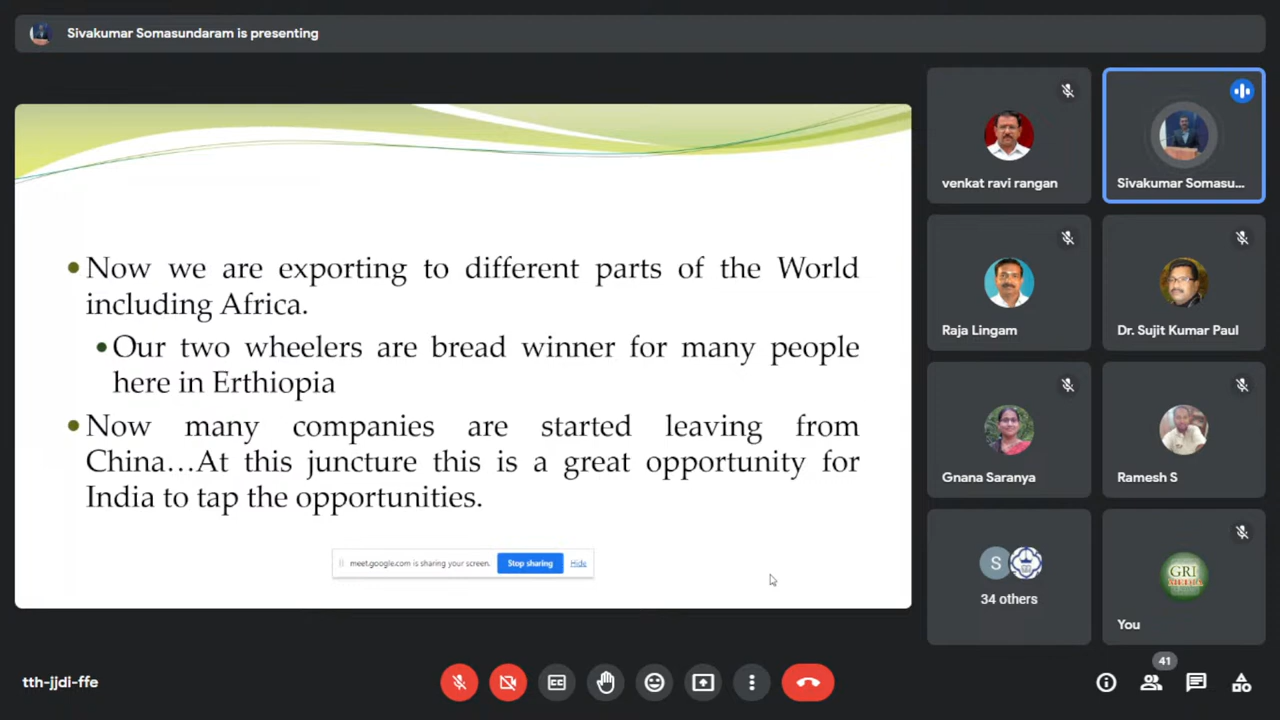 Sivakumar Somasundaram is presenting
Now we are exporting to different parts of the World
including Africa.
Our two wheelers are bread winner for many people
here in Erthiopia
Now many companies are started leaving from
China...At this juncture this is a great opportunity for
India to tap the opportunities.
meet.google.com is sharing your screen.
Stop sharing
Hide
venkat ravi rangan
Sivakumar Somasu...
Raja Lingam
Dr. Sujit Kumar Paul
Gnana Saranya
Ramesh S
S
34 others
GRI
MEDIA
You
tth-jjdi-ffe
CC
41